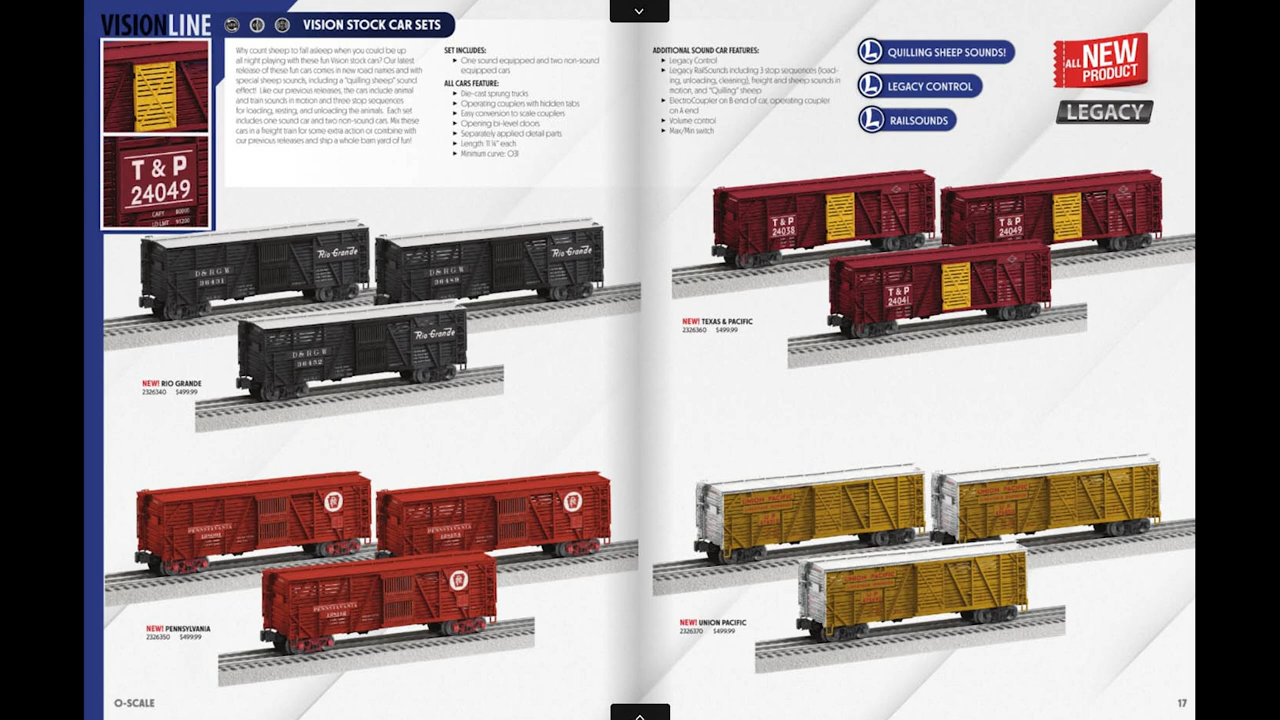 VISIONLINE
VISION STOCK CAR SETS
Why count sheep to fall asleep when you could be up
all night playing with these fun Vision stock cars? Our latest
release of these fun cars comes in new road names and with
special sheep sounds, including a "quilling sheep" sound
effect! Like our previous releases, the cars include animal
and train sounds in motion and three stop sequences
for loading, resting, and unloading the animals. Each set
includes one sound car and two non-sound cars. Mix these
cars in a freight train for some extra action or combine with
our previous releases and ship a whole barn yard of fun!
SET INCLUDES:
► One sound equipped and two non-sound
equipped cars
ALL CARS FEATURE:
► Die-cast sprung trucks
► Operating couplers with hidden tabs
► Easy conversion to scale couplers
► Opening bi-level doors
► Separately applied detail parts
► Length: 11 ¼" each
► Minimum curve: O31
ADDITIONAL SOUND CAR FEATURES:
► Legacy Control
► Legacy RailSounds including 3 stop sequences (load-
ing, unloading, cleaning), freight and sheep sounds in
motion, and "Quilling" sheep
► ElectroCoupler on B-end of car, operating coupler
on A end
► Volume control
► Max/Min switch
L QUILLING SHEEP SOUNDS!
L LEGACY CONTROL
L RAILSOUNDS
ALL NEW
PRODUCT
LEGACY
T & P
24049
CAPY 80000
LD LMT 91200
D&RGW
36431
Rio Grande
D&RGW
36489
Rio Grande
D&RGW
36452
Rio Grande
NEW! RIO GRANDE
2326340 $499.99
T & P
24038
T & P
24049
T & P
24041
NEW! TEXAS & PACIFIC
2326360 $499.99
PENNSYLVANIA
PENNSYLVANIA
PENNSYLVANIA
NEW! PENNSYLVANIA
2326350 $499.99
UNION PACIFIC
UNION PACIFIC
UNION PACIFIC
NEW! UNION PACIFIC
2326370 $499.99
O-SCALE
17